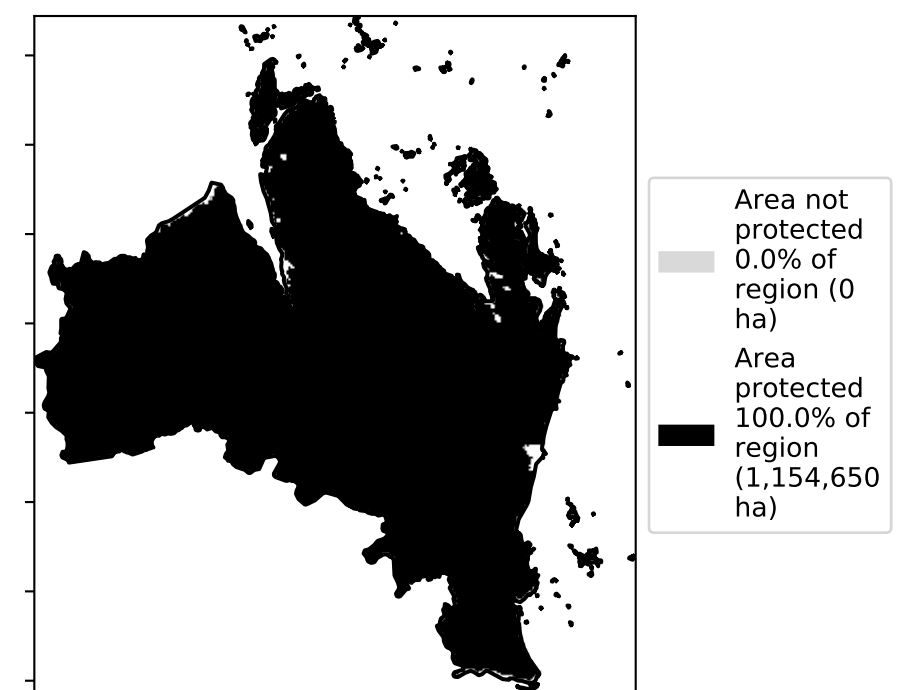 Area not
protected
0.0% of
region (0
ha)
Area
protected
100.0% of
region
(1,154,650
ha)